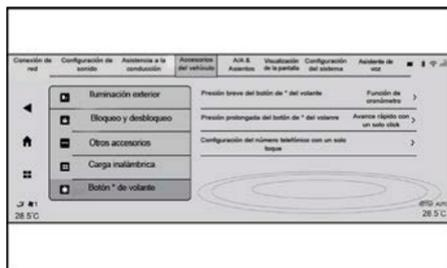 Conexión de red
Configuración de sonido
Asistencia a la conducción
Accesorios del vehículo
A/A & Asientos
Visualización de la pantalla
Configuración del sistema
Asistente de voz
Iluminación exterior
Bloqueo y desbloqueo
Otros accesorios
Carga inalámbrica
Botón * de volante
Presión breve del botón de * del volante
Función de cronómetro
Presión prolongada del botón de * del volante
Avance rápido con un solo click
Configuración del número telefónico con un solo toque
28.5°C
28.5°C